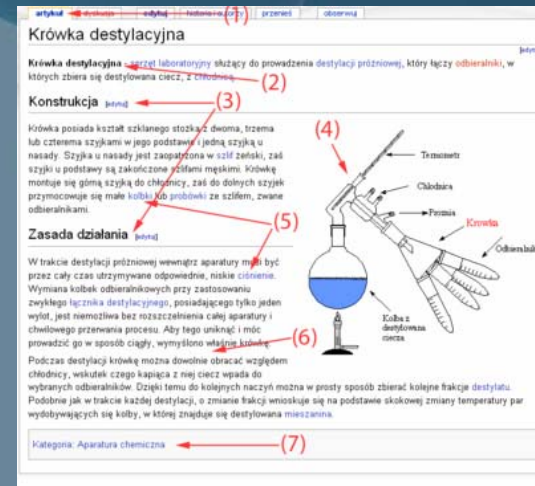 artykuł dyskusja edytuj historia i autorzy przenieś obserwuj
(1)
Krówka destylacyjna
[edytuj]
Krówka destylacyjna - sprzęt laboratoryjny służący do prowadzenia destylacji próżniowej, który łączy odbieralniki, w
których zbiera się destylowana ciecz, z chłodnicą.
(2)
Konstrukcja [edytuj]
(3)
Krówka posiada kształt szklanego stożka z dwoma, trzema
lub czterema szyjkami w jego podstawie i jedną szyjką u
nasady. Szyjka u nasady jest zaopatrzona w szlif żeński, zaś
szyjki u podstawy są zakończone szlifami męskimi. Krówkę
montuje się górną szyjką do chłodnicy, zaś do dolnych szyjek
przymocowuje się małe kolbki lub probówki ze szlifem, zwane
odbieralnikami.
(4)
Termometr
Chłodnica
Próżnia
Krówka
Odbieralniki
Kolba z
destylowaną
cieczą
(5)
Zasada działania [edytuj]
W trakcie destylacji próżniowej wewnątrz aparatury musi być
przez cały czas utrzymywane odpowiednie, niskie ciśnienie.
Wymiana kolbek odbieralnikowych przy zastosowaniu
zwykłego łącznika destylacyjnego, posiadającego tylko jeden
wylot, jest niemożliwa bez rozszczelnienia całej aparatury i
chwilowego przerwania procesu. Aby tego uniknąć i móc
prowadzić go w sposób ciągły, wymyślono właśnie krówkę.
(6)
Podczas destylacji krówkę można dowolnie obracać względem
chłodnicy, wskutek czego kapiąca z niej ciecz wpada do
wybranych odbieralników. Dzięki temu do kolejnych naczyń można w prosty sposób zbierać kolejne frakcje destylatu.
Podobnie jak w trakcie każdej destylacji, o zmianie frakcji wnioskuje się na podstawie skokowej zmiany temperatury par
wydobywających się kolby, w której znajduje się destylowana mieszanina.
Kategoria: Aparatura chemiczna
(7)